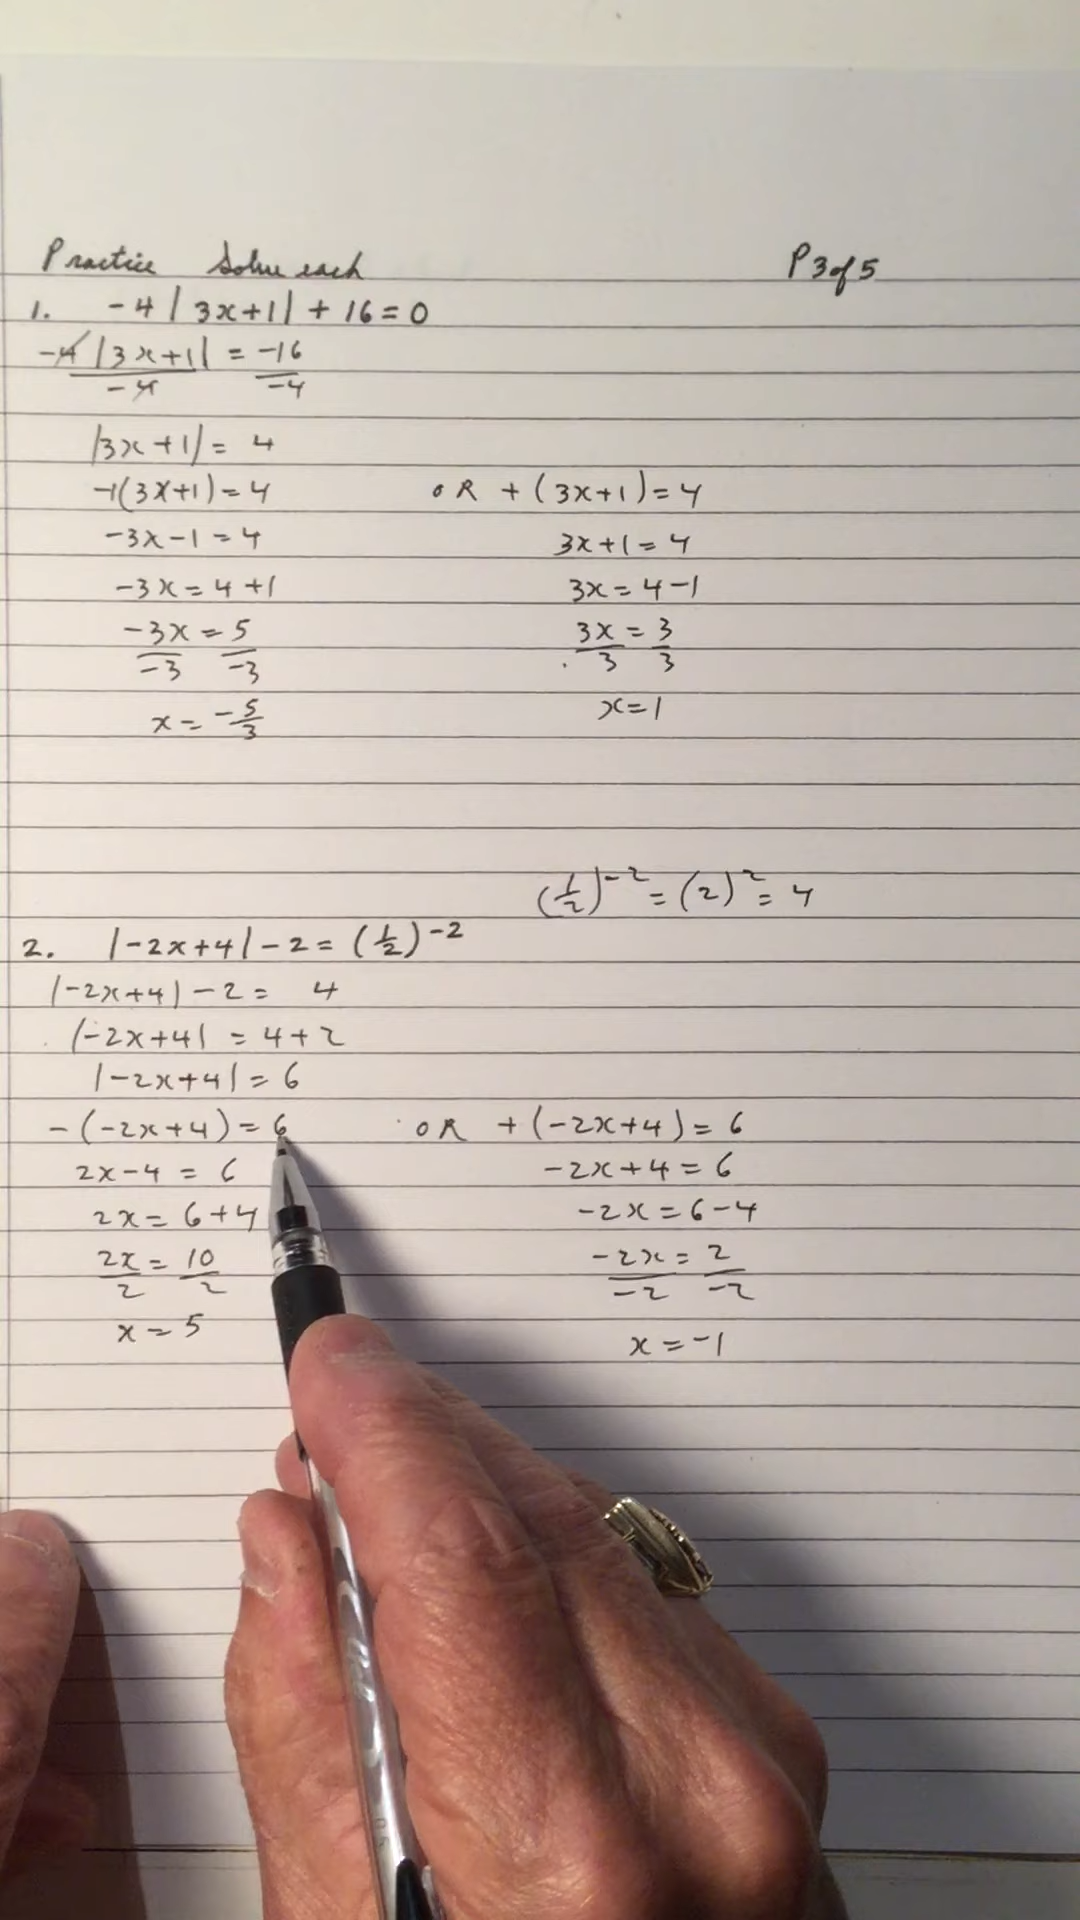 Practice Solve each P 3 of 5
1. -4|3x+1| + 16 = 0
-4|3x+1| = -16
-4 -4
|3x+1| = 4
-1(3x+1) = 4 OR +(3x+1) = 4
-3x-1 = 4 3x+1 = 4
-3x = 4+1 3x = 4-1
-3x = 5 3x = 3
-3 -3 3 3
x = -5/3 x = 1
(1/2)^-2 = (2)^2 = 4
2. |-2x+4| - 2 = (1/2)^-2
|-2x+4| - 2 = 4
|-2x+4| = 4+2
|-2x+4| = 6
-(-2x+4) = 6 OR +(-2x+4) = 6
2x-4 = 6 -2x+4 = 6
2x = 6+4 -2x = 6-4
2x = 10 -2x = 2
2 2 -2 -2
x = 5 x = -1